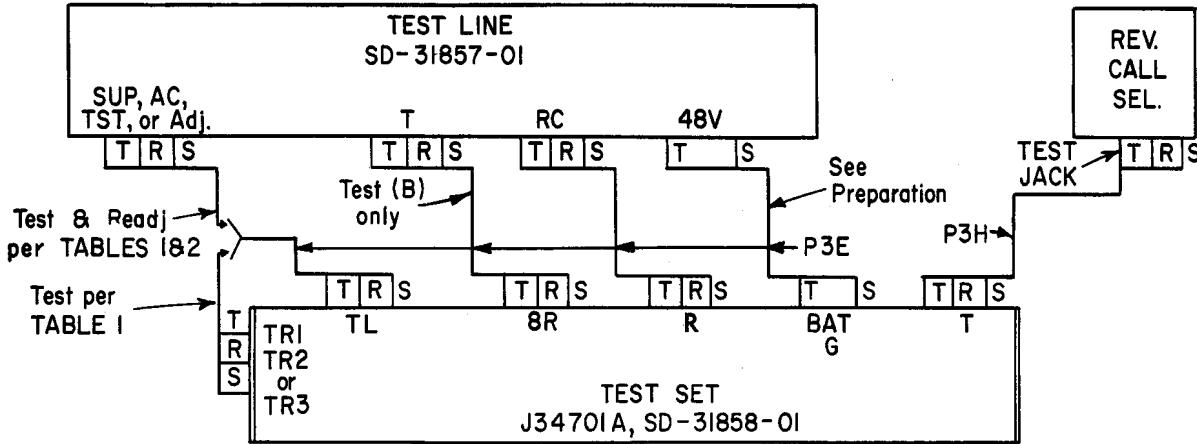 TEST LINE
SD-31857-01
SUP, AC,
TST, or Adj.
T
RC
48V
REV.
CALL
SEL.
T R S
T R S
T R S
T S
TEST
JACK
T R S
Test & Readj
per TABLES 1&2
Test (B)
only
See
Preparation
P3E
P3H
Test per
TABLE 1
T R S
T R S
T R S
T S
T R S
TL
8R
R
BAT
G
T
T
R
S
TR1
TR2
or
TR3
TEST SET
J34701A, SD-31858-01